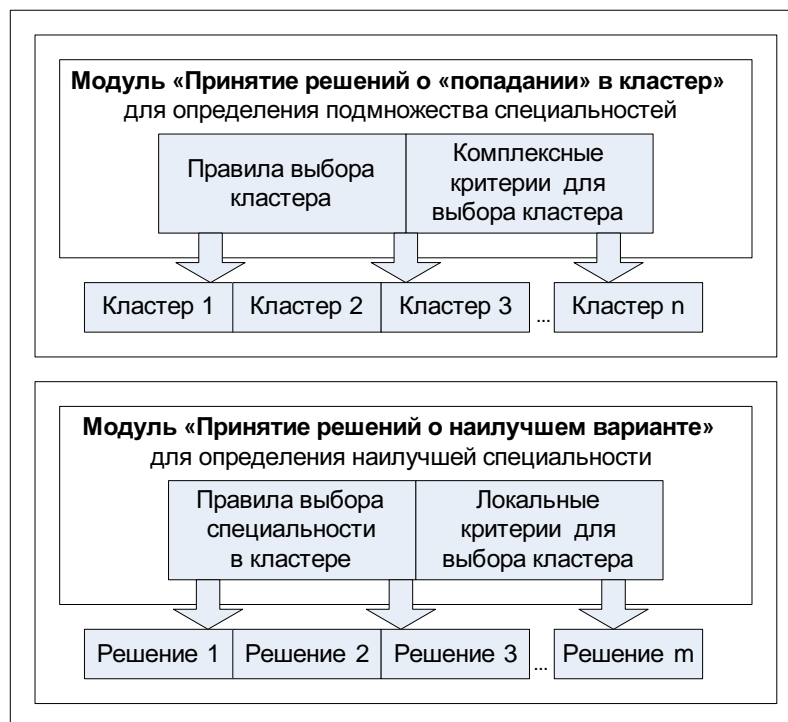 Модуль «Принятие решений о «попадании» в кластер»
для определения подмножества специальностей
Правила выбора
кластера
Комплексные
критерии для
выбора кластера
Кластер 1
Кластер 2
Кластер 3
...
Кластер n
Модуль «Принятие решений о наилучшем варианте»
для определения наилучшей специальности
Правила выбора
специальности
в кластере
Локальные
критерии для
выбора кластера
Решение 1
Решение 2
Решение 3
...
Решение m